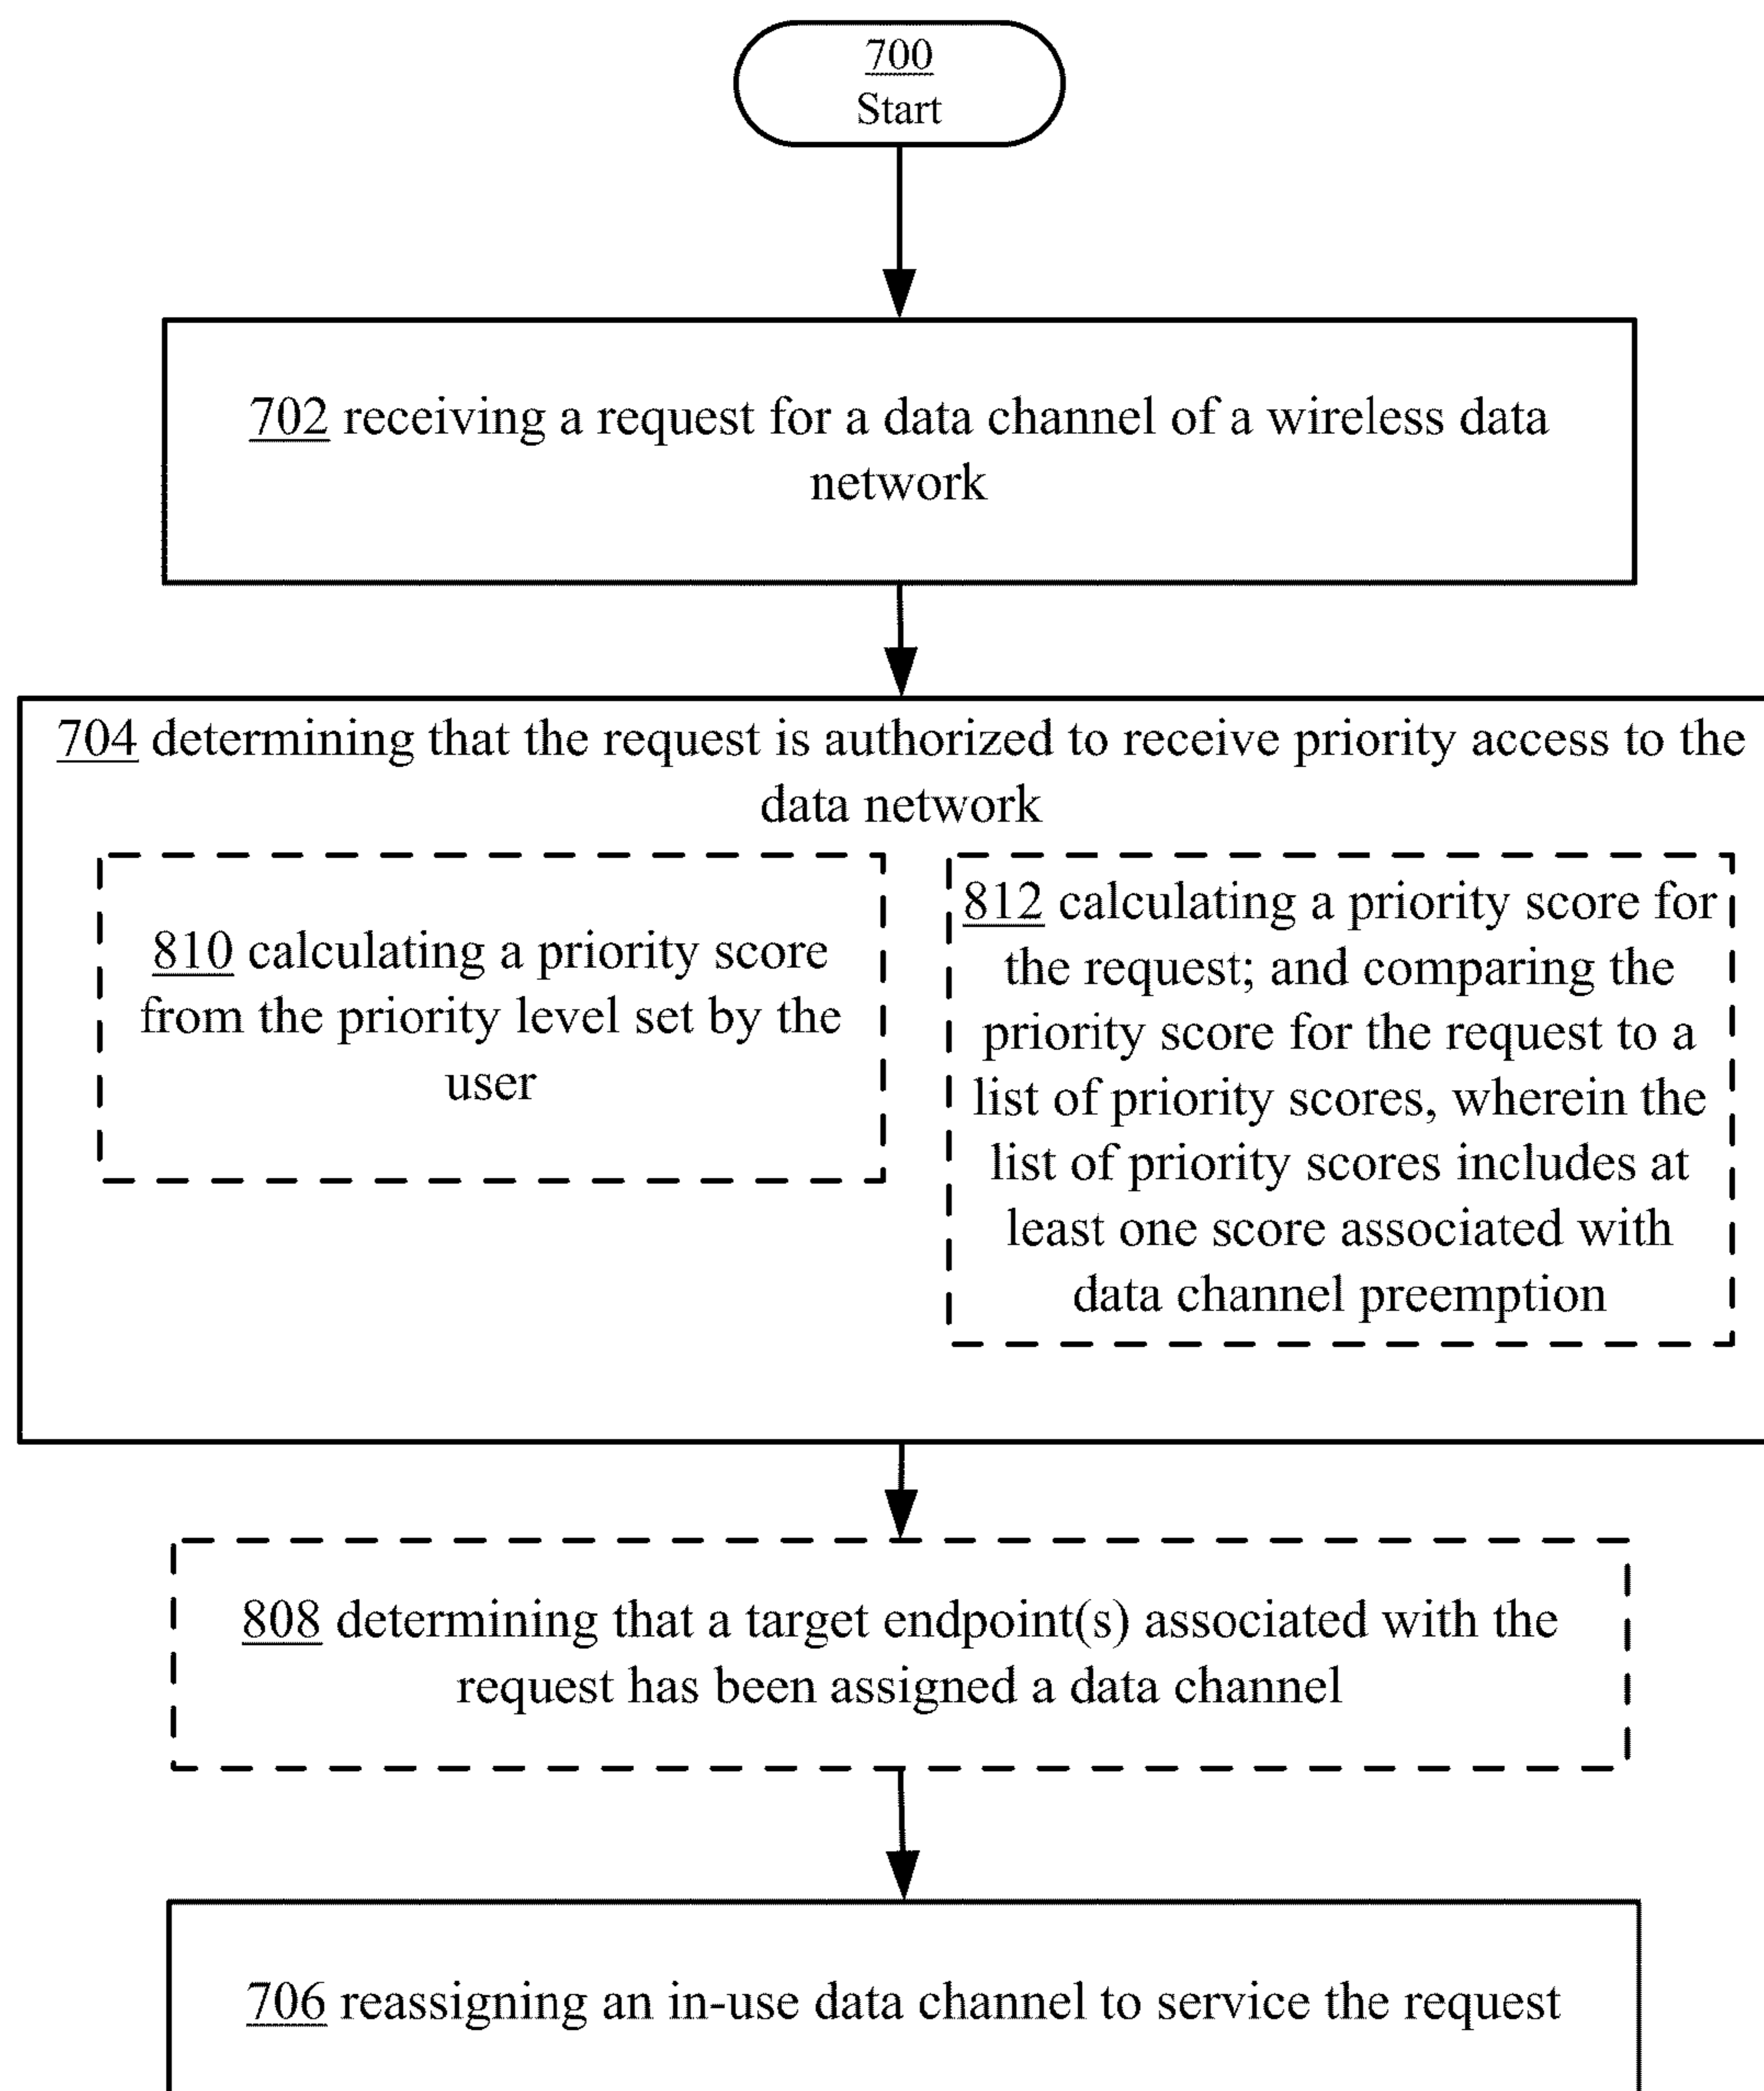 700
Start
702 receiving a request for a data channel of a wireless data
network
704 determining that the request is authorized to receive priority access to the
data network
810 calculating a priority score
from the priority level set by the
user
812 calculating a priority score for
the request; and comparing the
priority score for the request to a
list of priority scores, wherein the
list of priority scores includes at
least one score associated with
data channel preemption
808 determining that a target endpoint(s) associated with the
request has been assigned a data channel
706 reassigning an in-use data channel to service the request